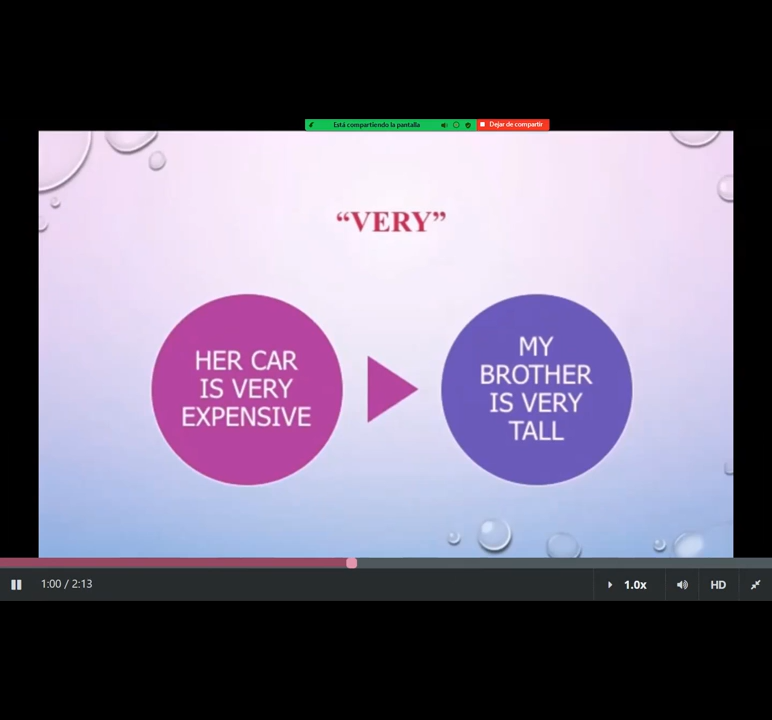 Está compartiendo la pantalla
Dejar de compartir
“VERY”
HER CAR
IS VERY
EXPENSIVE
MY
BROTHER
IS VERY
TALL
1:00 / 2:13
1.0x
HD